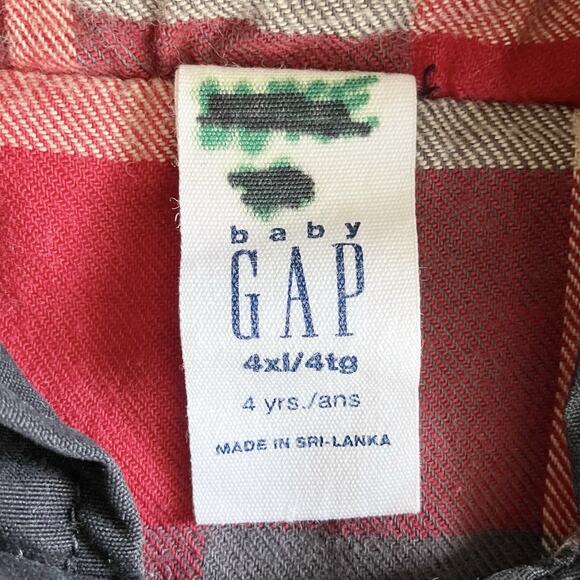 baby
GAP
4xl/4tg
4 yrs./ans
MADE IN SRI-LANKA